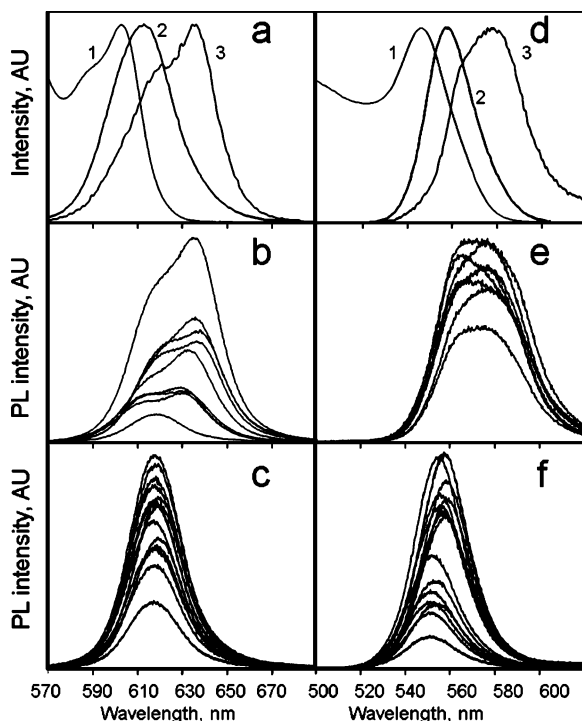 a
1
2
3
d
1
2
3
Intensity, AU
b
e
PL intensity, AU
c
f
PL intensity, AU
570 590 610 630 650 670 500 520 540 560 580 600
Wavelength, nm
Wavelength, nm